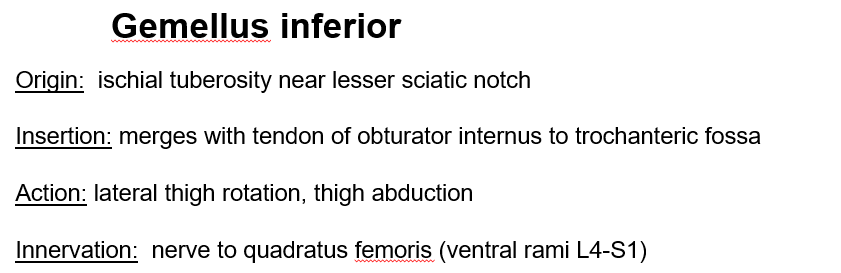 Gemellus inferior
Origin:  ischial tuberosity near lesser sciatic notch
Insertion: merges with tendon of obturator internus to trochanteric fossa
Action: lateral thigh rotation, thigh abduction
Innervation:  nerve to quadratus femoris (ventral rami L4-S1)